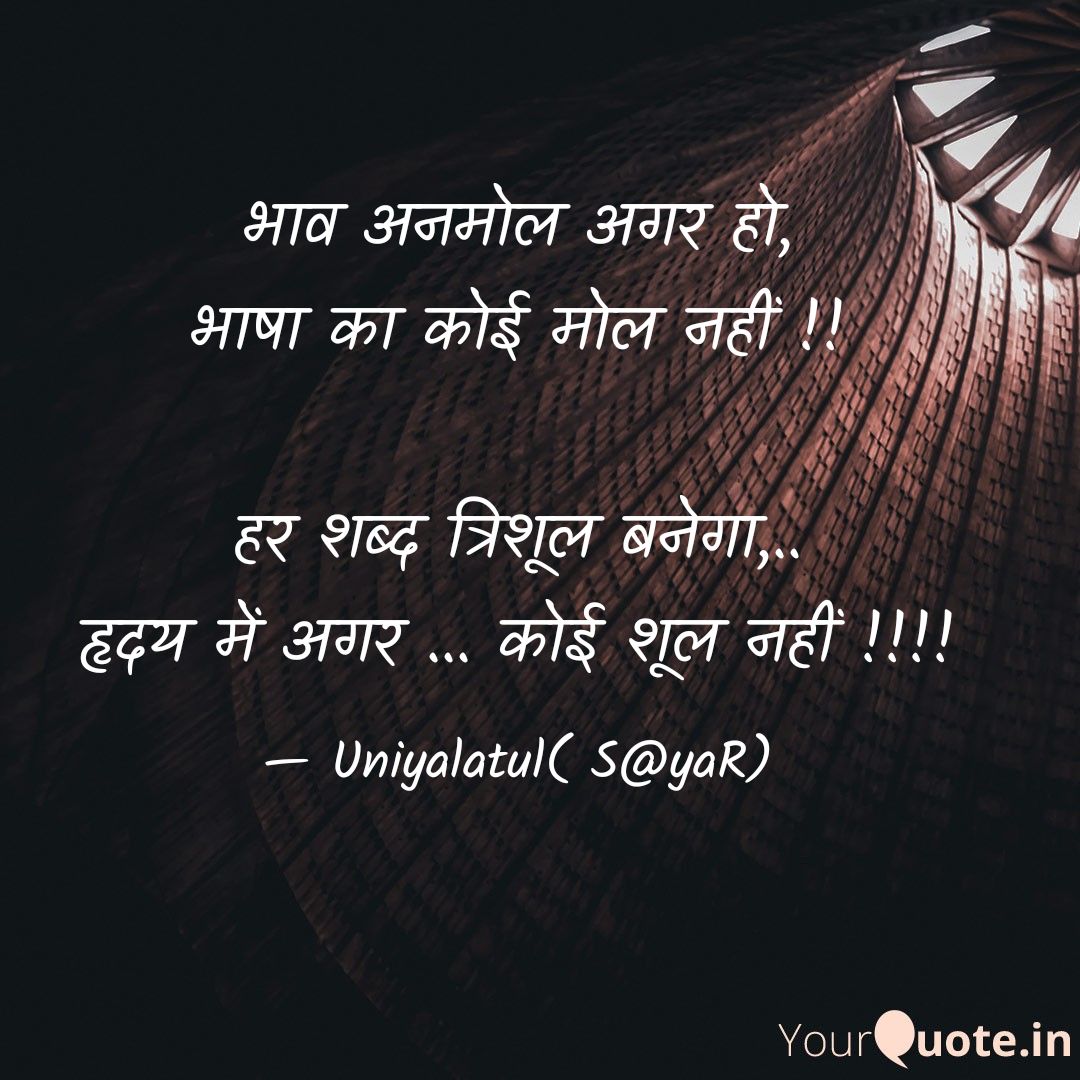 भाव अनमोल अगर हो,
भाषा का कोई मोल नहीं !!
हर शब्द त्रिशूल बनेगा,..
हृदय में अगर ... कोई शूल नहीं !!!!
— Uniyalatul( S@yaR)
YourQuote.in